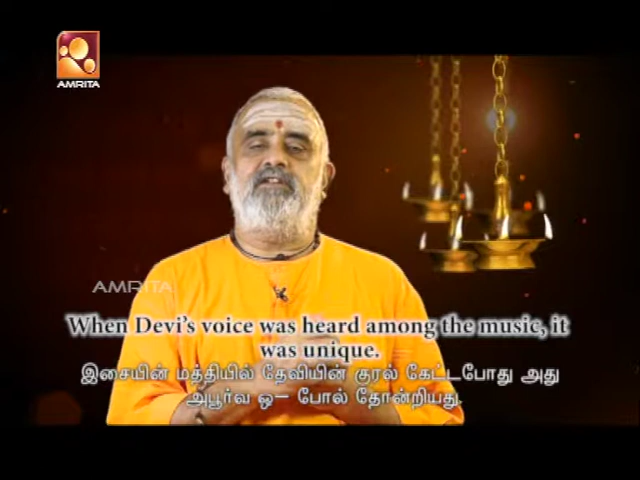 AMRITA
AMRITA
When Devi's voice was heard among the music, it
was unique.
இசையின் மத்தியில் தேவியின் குரல் கேட்டபோது அது
அபூர்வ ஒ— போல் தோன்றியது.